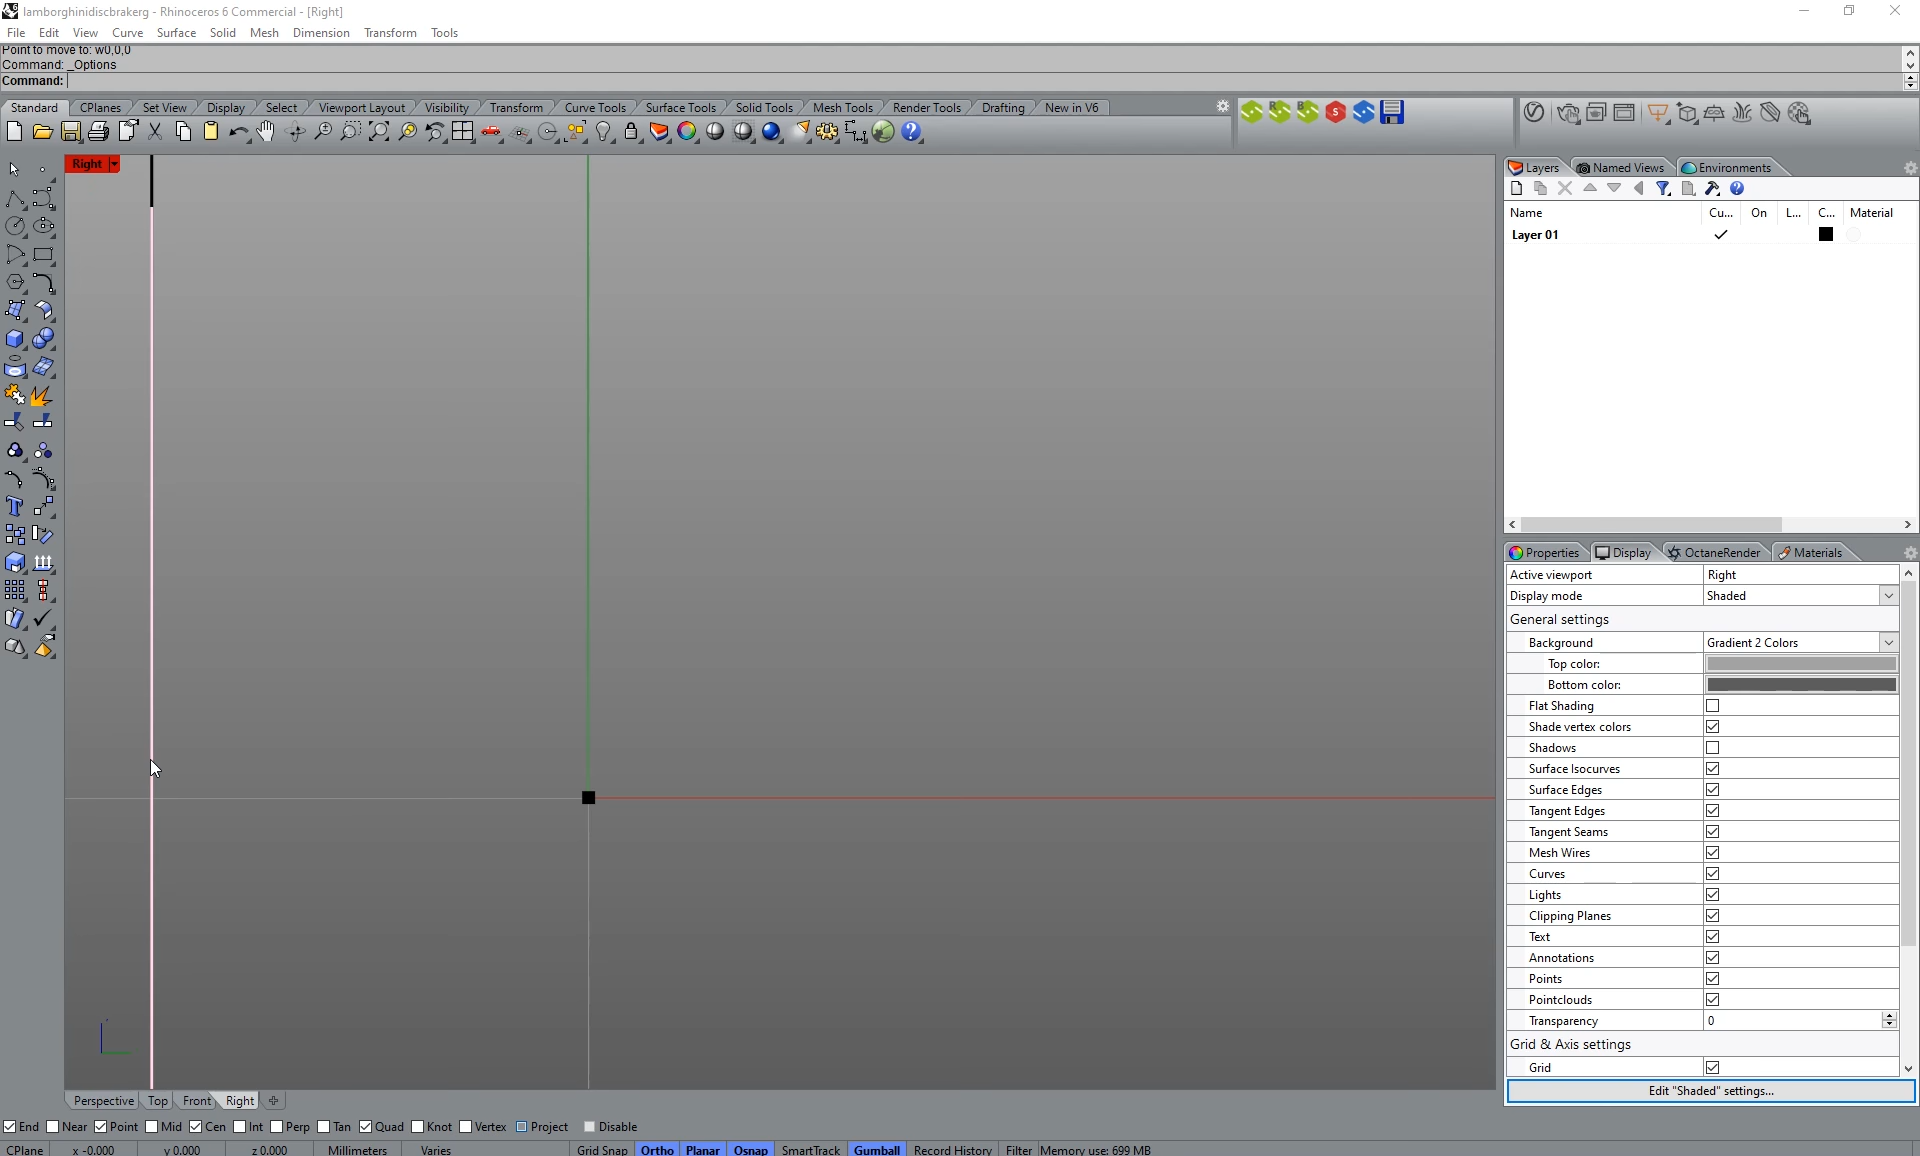 lamborghinidiscbrakerg - Rhinoceros 6 Commercial - [Right]
File Edit View Curve Surface Solid Mesh Dimension Transform Tools
Point to move to: w0,0,0
Command: _Options
Command:
Standard CPlanes Set View Display Select Viewport Layout Visibility Transform Curve Tools Surface Tools Solid Tools Mesh Tools Render Tools Drafting New in V6
Right
Layers Named Views Environments
Name Cu... On L... C... Material
Layer 01
Properties Display OctaneRender Materials
Active viewport Right
Display mode Shaded
General settings
Background Gradient 2 Colors
Top color:
Bottom color:
Flat Shading
Shade vertex colors
Shadows
Surface Isocurves
Surface Edges
Tangent Edges
Tangent Seams
Mesh Wires
Curves
Lights
Clipping Planes
Text
Annotations
Points
Pointclouds
Transparency 0
Grid & Axis settings
Grid
Edit "Shaded" settings...
Perspective Top Front Right
End Near Point Mid Cen Int Perp Tan Quad Knot Vertex Project Disable
CPlane x -0.000 y 0.000 z 0.000 Millimeters Varies Grid Snap Ortho Planar Osnap SmartTrack Gumball Record History Filter Memory use: 699 MB